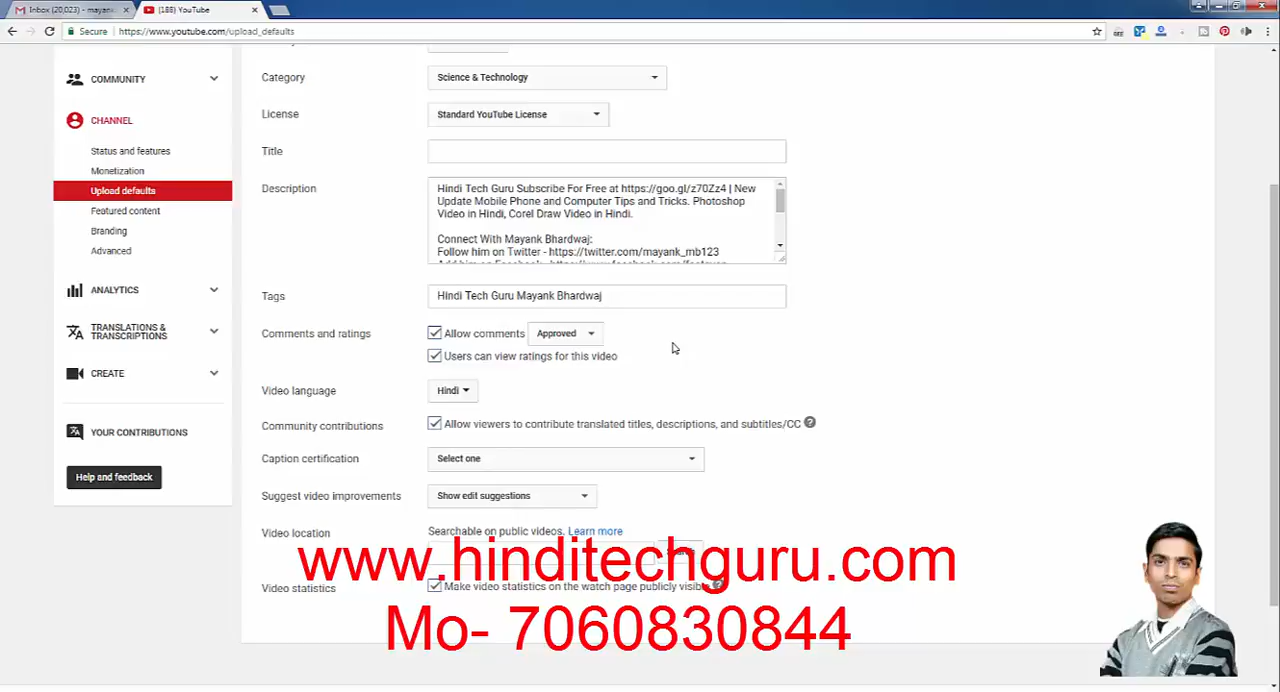 Inbox (20,023) - mayank
(188) YouTube
Secure
https://www.youtube.com/upload_defaults
COMMUNITY
CHANNEL
Status and features
Monetization
Upload defaults
Featured content
Branding
Advanced
ANALYTICS
TRANSLATIONS &
TRANSCRIPTIONS
CREATE
YOUR CONTRIBUTIONS
Help and feedback
Category
Science & Technology
License
Standard YouTube License
Title
Description
Hindi Tech Guru Subscribe For Free at https://goo.gl/z70Zz4 | New
Update Mobile Phone and Computer Tips and Tricks. Photoshop
Video in Hindi, Corel Draw Video in Hindi.
Connect With Mayank Bhardwaj:
Follow him on Twitter - https://twitter.com/mayank_mb123
Tags
Hindi Tech Guru Mayank Bhardwaj
Comments and ratings
Allow comments
Approved
Users can view ratings for this video
Video language
Hindi
Community contributions
Allow viewers to contribute translated titles, descriptions, and subtitles/CC
Caption certification
Select one
Suggest video improvements
Show edit suggestions
Video location
Searchable on public videos. Learn more
Video statistics
Make video statistics on the watch page publicly visible
www.hinditechguru.com
Mo- 7060830844